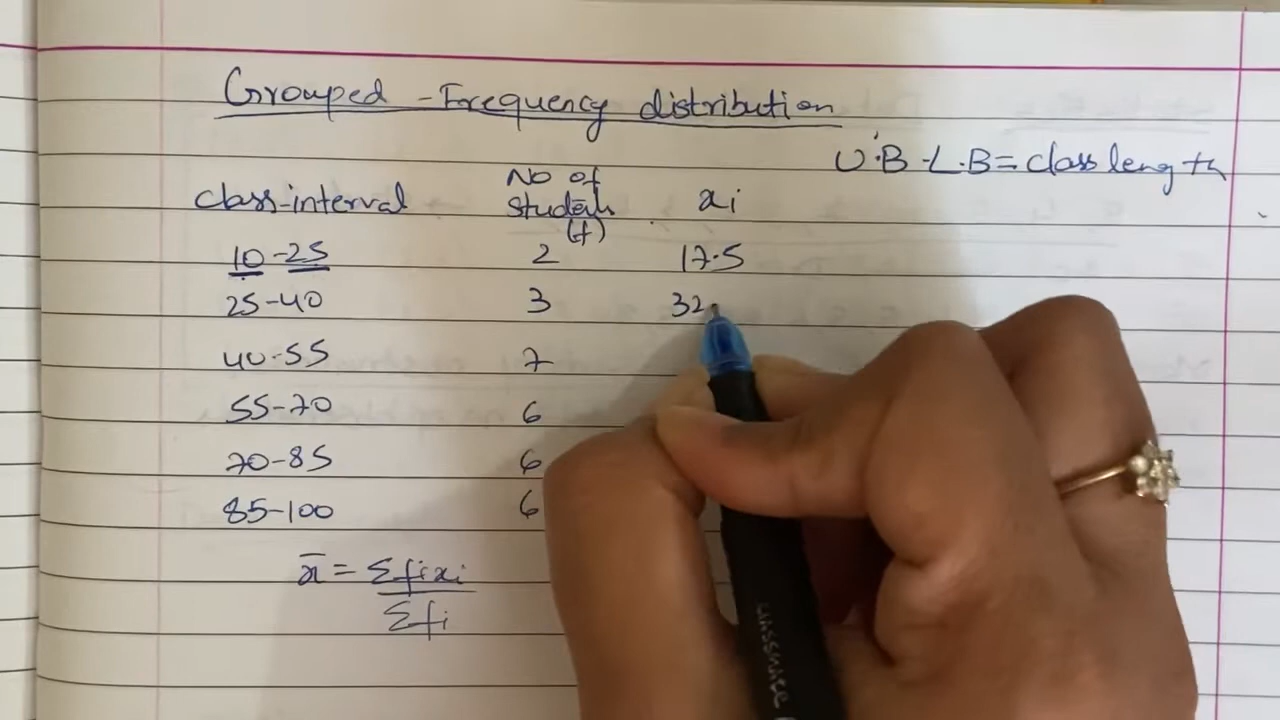 Grouped - Frequency distribution
U.B - L.B = class length
class-interval No of Students (f) xi
10-25 2 17.5
25-40 3 32.
40-55 7
55-70 6
70-85 6
85-100 6
x̄ = Σfixi / Σfi
classmate